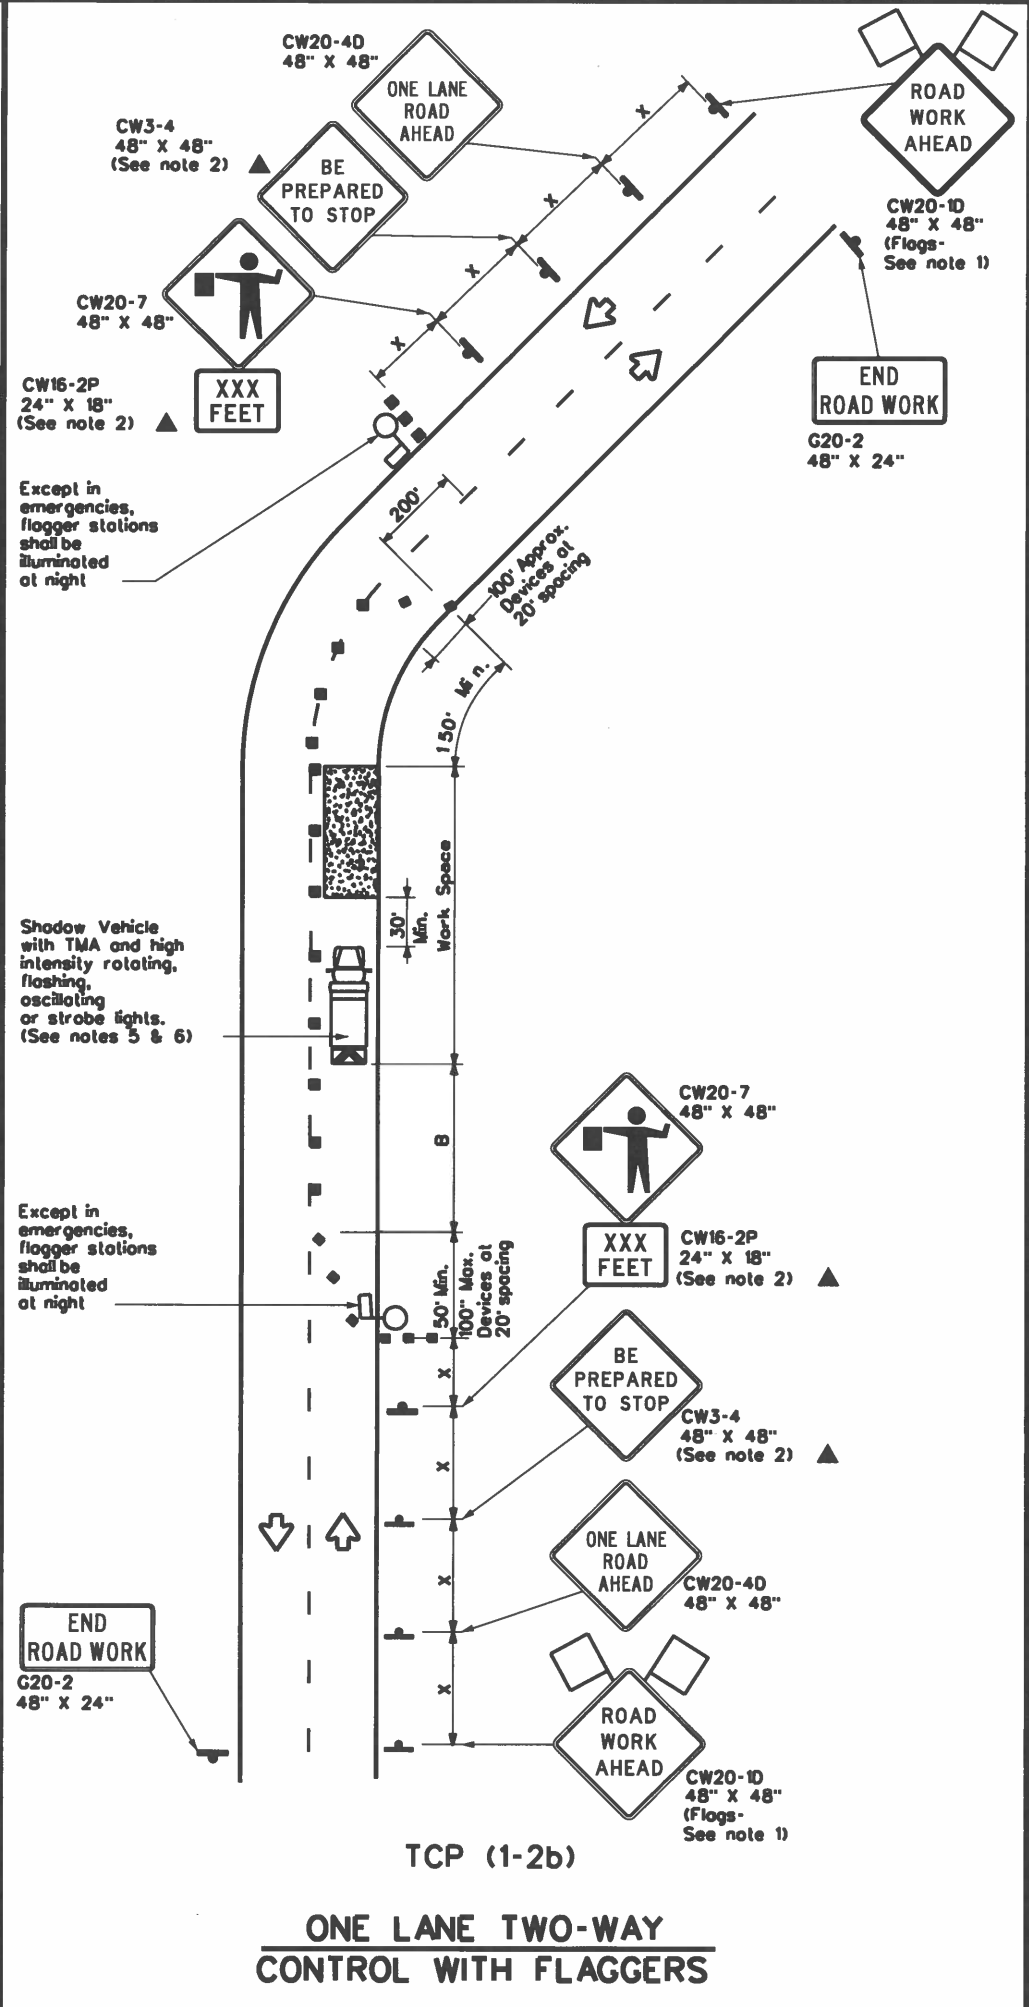 CW20-4D
48" X 48"
ONE LANE
ROAD
AHEAD
ROAD
WORK
AHEAD
CW20-1D
48" X 48"
(Flags-
See note 1)
CW3-4
48" X 48"
(See note 2)
BE
PREPARED
TO STOP
X
X
X
X
CW20-7
48" X 48"
CW16-2P
24" X 18"
(See note 2)
XXX
FEET
END
ROAD WORK
G20-2
48" X 24"
Except in
emergencies,
flagger stations
shall be
illuminated
at night
200'
100' Approx.
Devices at
20' spacing
150' Min.
Work Space
30'
Min.
Shadow Vehicle
with TMA and high
intensity rotating,
flashing,
oscillating
or strobe lights.
(See notes 5 & 6)
B
CW20-7
48" X 48"
XXX
FEET
CW16-2P
24" X 18"
(See note 2)
Except in
emergencies,
flagger stations
shall be
illuminated
at night
50' Min.
100" Max.
Devices at
20' spacing
X
X
X
X
BE
PREPARED
TO STOP
CW3-4
48" X 48"
(See note 2)
ONE LANE
ROAD
AHEAD
CW20-4D
48" X 48"
END
ROAD WORK
G20-2
48" X 24"
ROAD
WORK
AHEAD
CW20-1D
48" X 48"
(Flags-
See note 1)
TCP (1-2b)
ONE LANE TWO-WAY
CONTROL WITH FLAGGERS